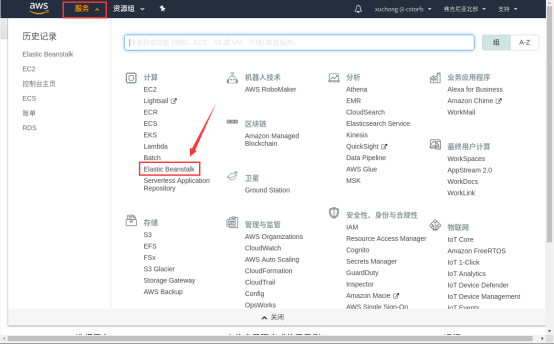 aws
服务
资源组
xuchong @ cstorfs
弗吉尼亚北部
支持
历史记录
Elastic Beanstalk
EC2
控制台主页
ECS
账单
RDS
组
A-Z
计算
EC2
Lightsail
ECR
ECS
EKS
Lambda
Batch
Elastic Beanstalk
Serverless Application
Repository
存储
S3
EFS
FSx
S3 Glacier
Storage Gateway
AWS Backup
机器人技术
AWS RoboMaker
区块链
Amazon Managed
Blockchain
卫星
Ground Station
管理与监管
AWS Organizations
CloudWatch
AWS Auto Scaling
CloudFormation
CloudTrail
Config
OpsWorks
分析
Athena
EMR
CloudSearch
Elasticsearch Service
Kinesis
QuickSight
Data Pipeline
AWS Glue
MSK
安全性、身份与合规性
IAM
Resource Access Manager
Cognito
Secrets Manager
GuardDuty
Inspector
Amazon Macie
AWS Single Sign-On
业务应用程序
Alexa for Business
Amazon Chime
WorkMail
最终用户计算
WorkSpaces
AppStream 2.0
WorkDocs
WorkLink
物联网
IoT Core
Amazon FreeRTOS
IoT 1-Click
IoT Analytics
IoT Device Defender
IoT Device Management
IoT Events
关闭